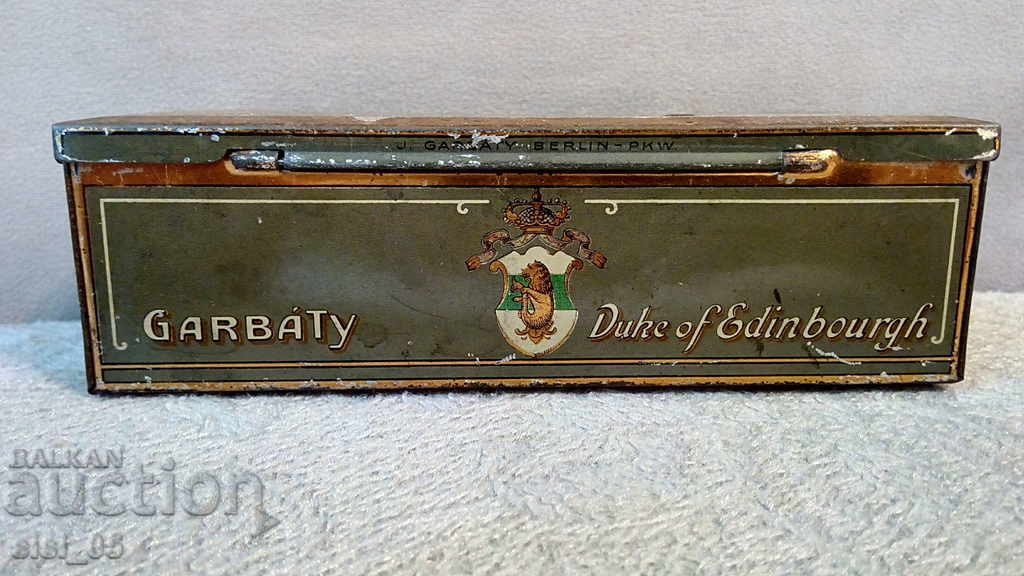 J. GARBÁTY BERLIN-PKW.
GARBÁTY
Duke of Edinbourgh
BALKAN
auction
sisi_05